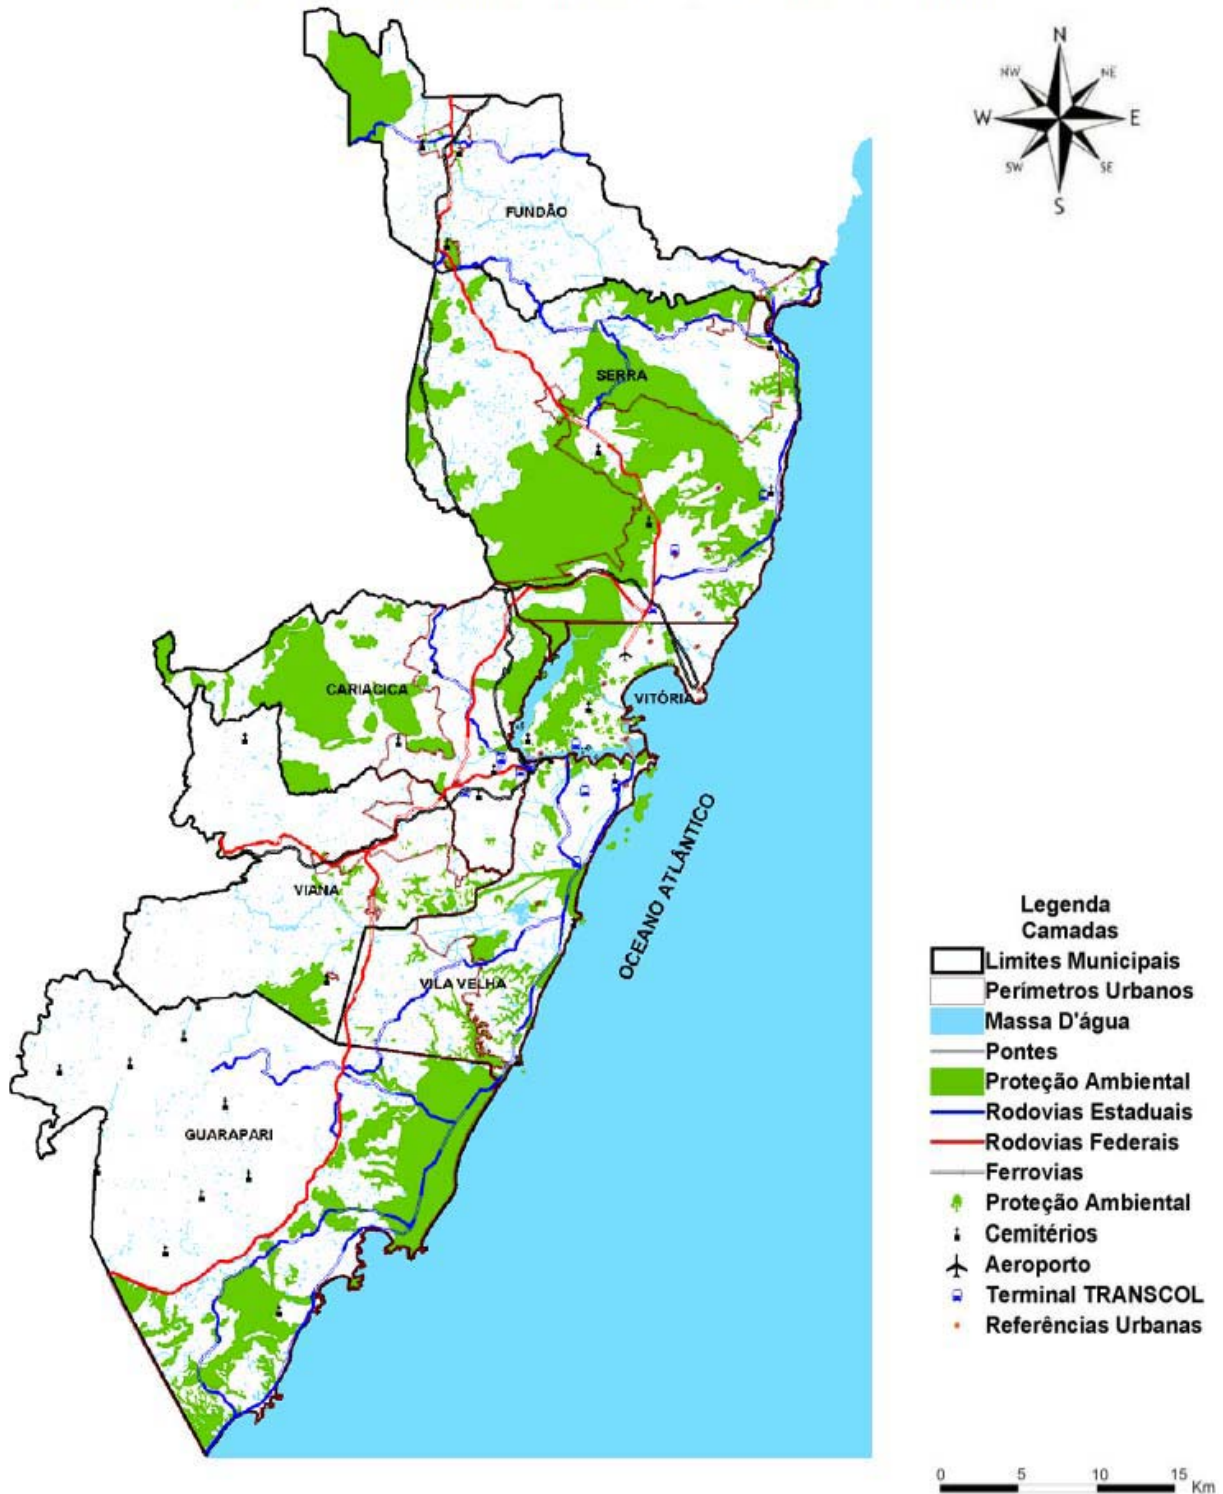 N
NW
NE
W
E
SW
SE
S
FUNDÃO
SERRA
CARIACICA
VITÓRIA
OCEANO ATLÂNTICO
VIANA
VILA VELHA
GUARAPARI
Legenda
Camadas
Limites Municipais
Perímetros Urbanos
Massa D'água
Pontes
Proteção Ambiental
Rodovias Estaduais
Rodovias Federais
Ferrovias
Proteção Ambiental
Cemitérios
Aeroporto
Terminal TRANSCOL
Referências Urbanas
0 5 10 15
Km